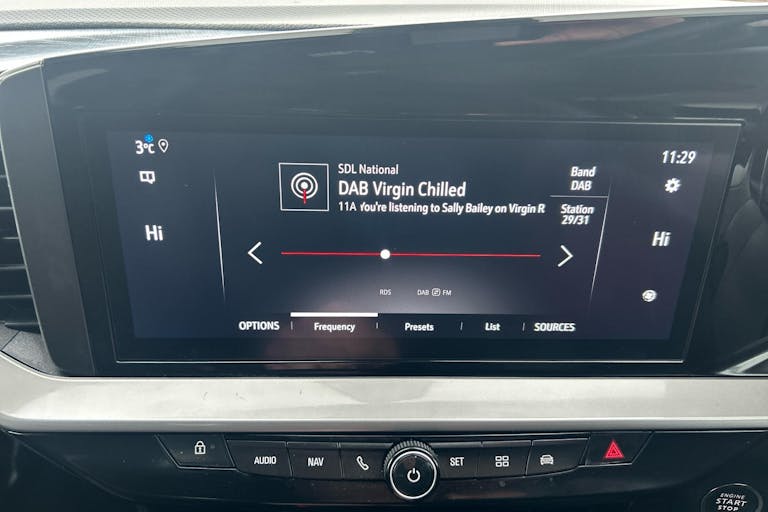 3°C
11:29
SDL National
Band
DAB
DAB Virgin Chilled
11A You're listening to Sally Bailey on Virgin R
Station
29/31
Hi
Hi
RDS
DAB FM
OPTIONS
Frequency
Presets
List
SOURCES
AUDIO
NAV
SET
ENGINE
START
STOP